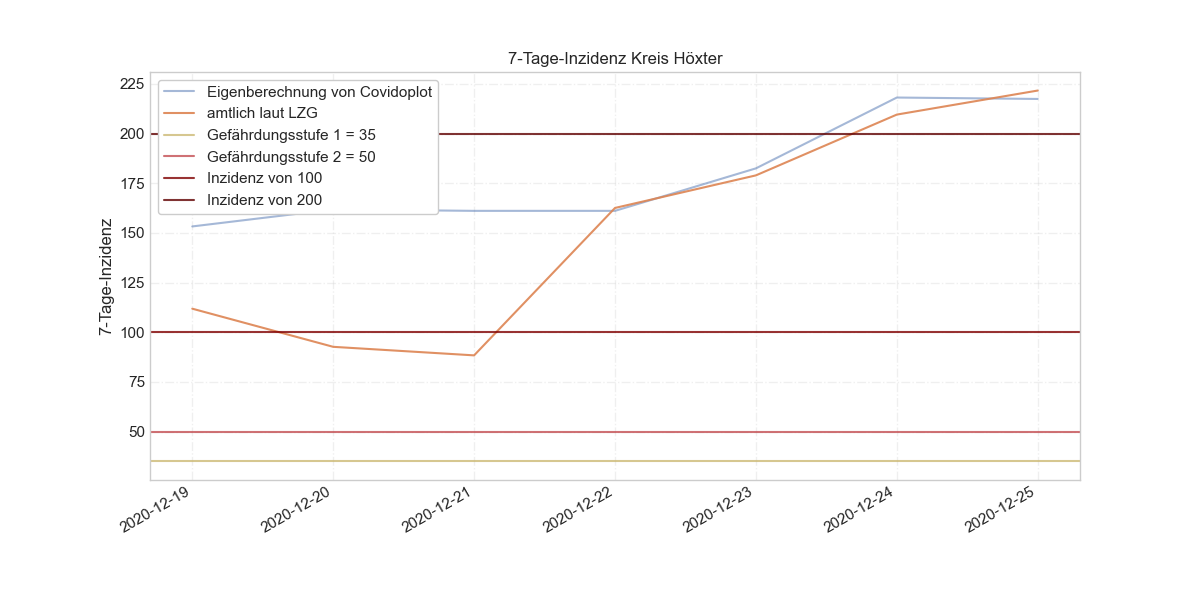 7-Tage-Inzidenz Kreis Höxter
Eigenberechnung von Covidoplot
amtlich laut LZG
Gefährdungsstufe 1 = 35
Gefährdungsstufe 2 = 50
Inzidenz von 100
Inzidenz von 200
7-Tage-Inzidenz
225
200
175
150
125
100
75
50
2020-12-19
2020-12-20
2020-12-21
2020-12-22
2020-12-23
2020-12-24
2020-12-25